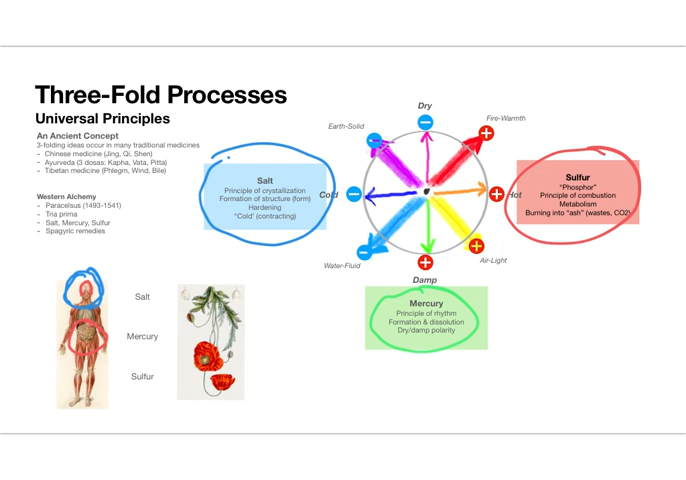 Three-Fold Processes
Universal Principles
An Ancient Concept
3-folding ideas occur in many traditional medicines
- Chinese medicine (Jing, Qi, Shen)
- Ayurveda (3 dosas: Kapha, Vata, Pitta)
- Tibetan medicine (Phlegm, Wind, Bile)
Western Alchemy
- Paracelsus (1493-1541)
- Tria prima
- Salt, Mercury, Sulfur
- Spagyric remedies
Salt
Principle of crystallization
Formation of structure (form)
Hardening
“Cold’ (contracting)
Dry
Earth-Solid
Fire-Warmth
Cold
Hot
Water-Fluid
Air-Light
Damp
Sulfur
“Phosphor”
Principle of combustion
Metabolism
Burning into “ash” (wastes, CO2)
Mercury
Principle of rhythm
Formation & dissolution
Dry/damp polarity
Salt
Mercury
Sulfur